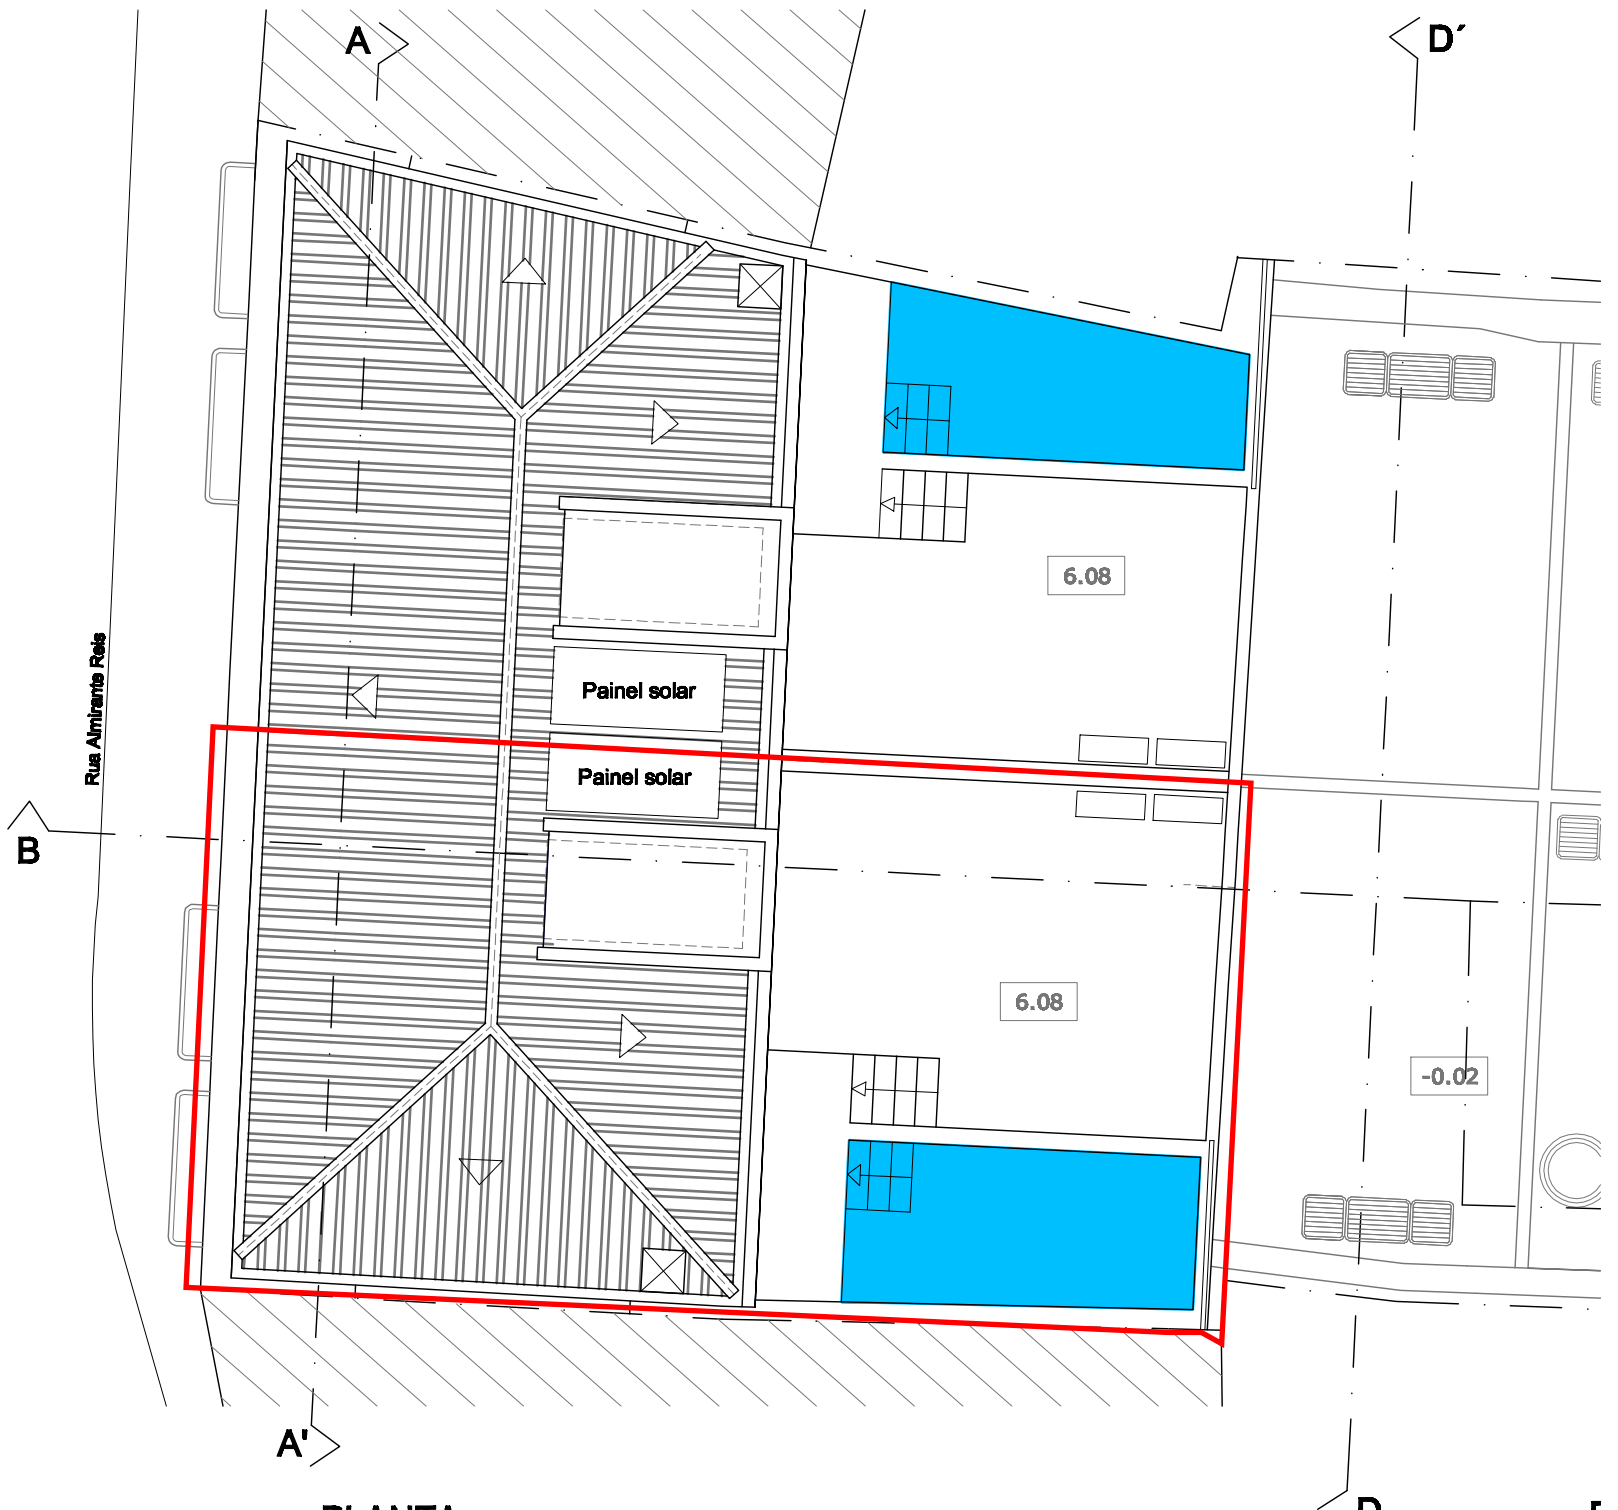 A
D´
6.08
Rua Almirante Reis
Painel solar
Painel solar
B
6.08
-0.02
A'